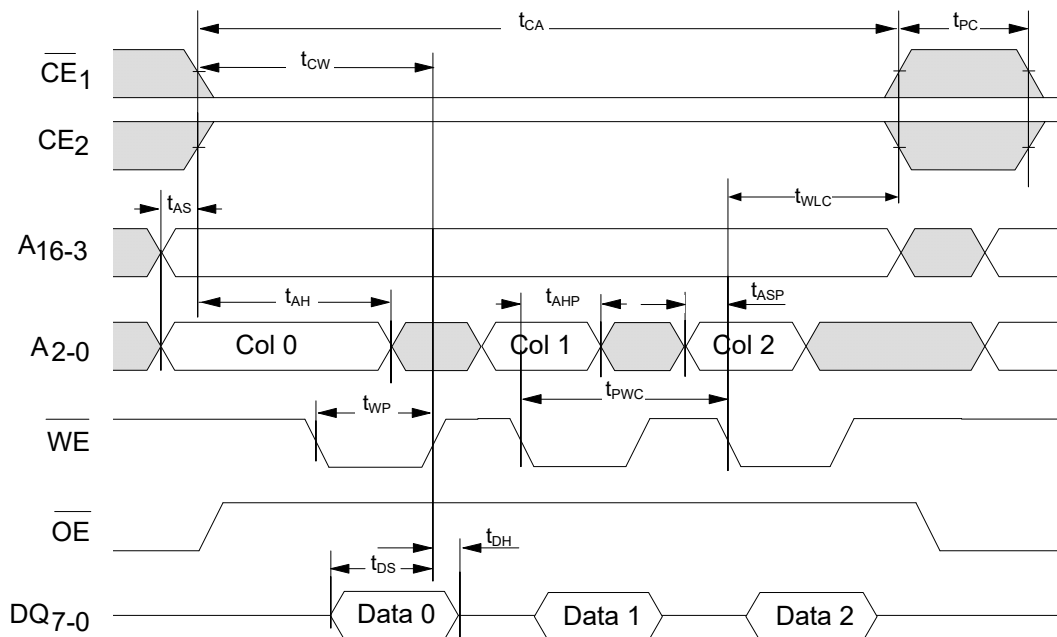 tCA
tPC
CE1
tCW
CE2
tAS
tWLC
A16-3
tAH
tAHP
tASP
A2-0
Col 0
Col 1
Col 2
tWP
tPWC
WE
OE
tDH
tDS
DQ7-0
Data 0
Data 1
Data 2